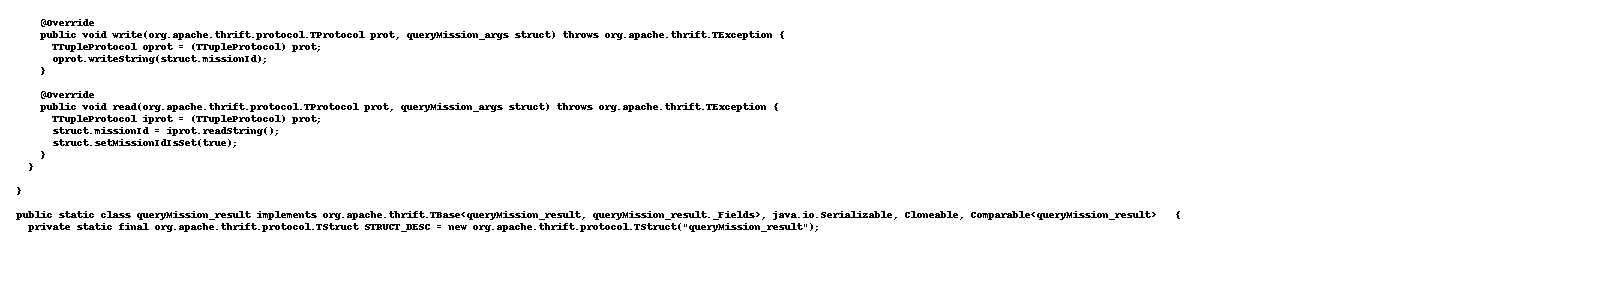 @Override
public void write(org.apache.thrift.protocol.TProtocol prot, queryMission_args struct) throws org.apache.thrift.TException {
TTupleProtocol oprot = (TTupleProtocol) prot;
oprot.writeString(struct.missionId);
}
@Override
public void read(org.apache.thrift.protocol.TProtocol prot, queryMission_args struct) throws org.apache.thrift.TException {
TTupleProtocol iprot = (TTupleProtocol) prot;
struct.missionId = iprot.readString();
struct.setMissionIdIsSet(true);
}
}
}
public static class queryMission_result implements org.apache.thrift.TBase<queryMission_result, queryMission_result._Fields>, java.io.Serializable, Cloneable, Comparable<queryMission_result>   {
private static final org.apache.thrift.protocol.TStruct STRUCT_DESC = new org.apache.thrift.protocol.TStruct("queryMission_result");